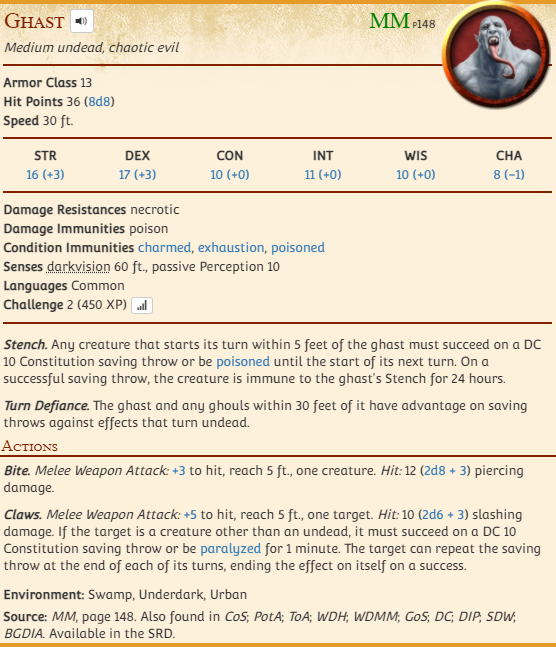 Ghast MM p148
Medium undead, chaotic evil
Armor Class 13
Hit Points 36 (8d8)
Speed 30 ft.
STR DEX CON INT WIS CHA
16 (+3) 17 (+3) 10 (+0) 11 (+0) 10 (+0) 8 (−1)
Damage Resistances necrotic
Damage Immunities poison
Condition Immunities charmed, exhaustion, poisoned
Senses darkvision 60 ft., passive Perception 10
Languages Common
Challenge 2 (450 XP)
Stench. Any creature that starts its turn within 5 feet of the ghast must succeed on a DC
10 Constitution saving throw or be poisoned until the start of its next turn. On a
successful saving throw, the creature is immune to the ghast's Stench for 24 hours.
Turn Defiance. The ghast and any ghouls within 30 feet of it have advantage on saving
throws against effects that turn undead.
Actions
Bite. Melee Weapon Attack: +3 to hit, reach 5 ft., one creature. Hit: 12 (2d8 + 3) piercing
damage.
Claws. Melee Weapon Attack: +5 to hit, reach 5 ft., one target. Hit: 10 (2d6 + 3) slashing
damage. If the target is a creature other than an undead, it must succeed on a DC 10
Constitution saving throw or be paralyzed for 1 minute. The target can repeat the saving
throw at the end of each of its turns, ending the effect on itself on a success.
Environment: Swamp, Underdark, Urban
Source: MM, page 148. Also found in CoS; PotA; ToA; WDH; WDMM; GoS; DC; DIP; SDW;
BGDIA. Available in the SRD.